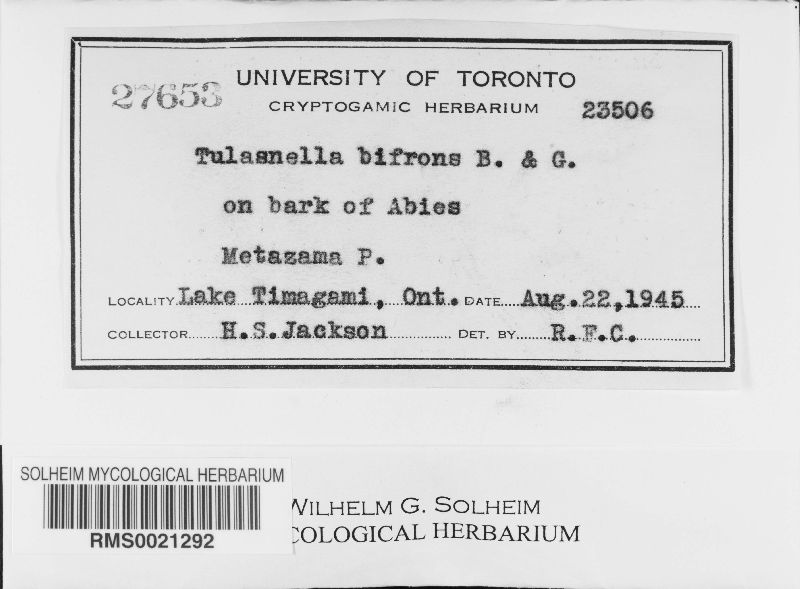 UNIVERSITY OF TORONTO
27653 CRYPTOGAMIC HERBARIUM 23506
Tulasnella bifrons B. & G.
on bark of Abies
Metazama P.
LOCALITY Lake Timagami, Ont. DATE Aug.22,1945
COLLECTOR H.S.Jackson DET. BY R.F.C.
SOLHEIM MYCOLOGICAL HERBARIUM
RMS0021292
WILHELM G. SOLHEIM
COLOGICAL HERBARIUM